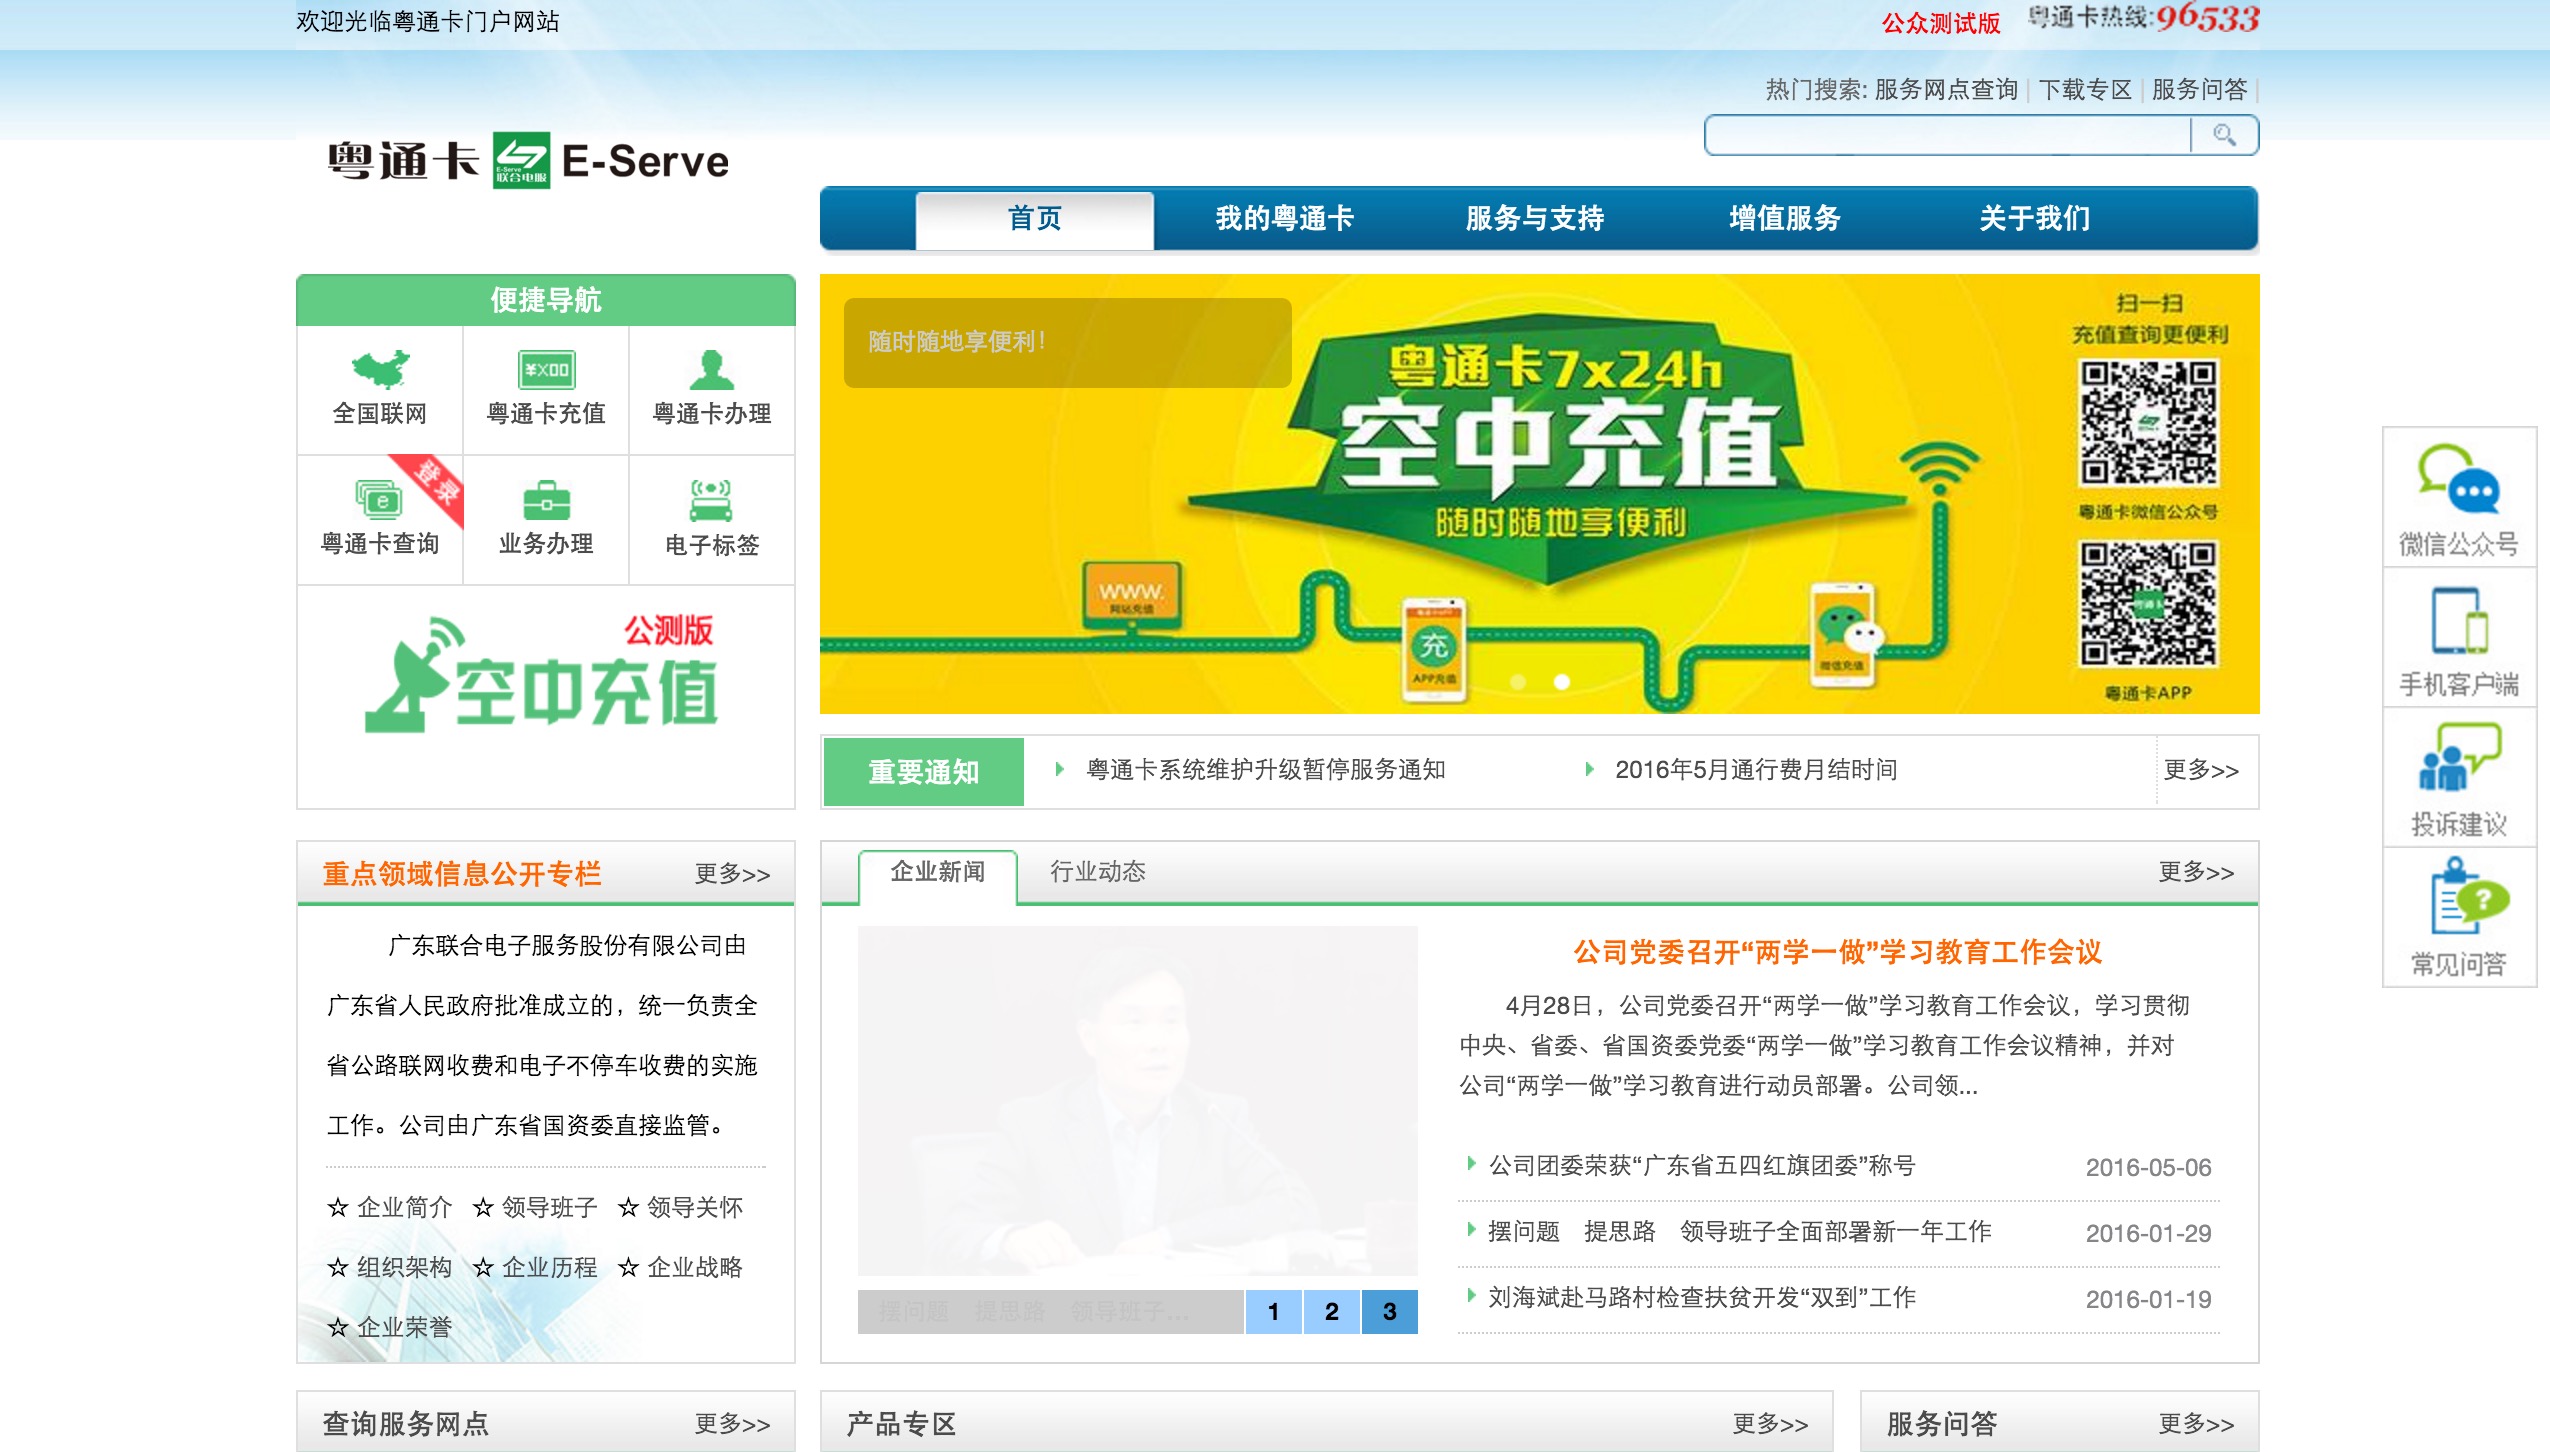 欢迎光临粤通卡门户网站
公众测试版
粤通卡热线:96533
热门搜索: 服务网点查询 | 下载专区 | 服务问答 |
粤通卡 E-Serve 联合电服 E-Serve
首页 我的粤通卡 服务与支持 增值服务 关于我们
便捷导航
¥X00
全国联网 粤通卡充值 粤通卡办理
登录
粤通卡查询 业务办理 电子标签
公测版
空中充值
随时随地享便利!
粤通卡7x24h
空中充值
随时随地享便利
www.
网站充值
充
APP充值
微信充值
扫一扫
充值查询更便利
粤通卡微信公众号
粤通卡APP
重要通知 粤通卡系统维护升级暂停服务通知 2016年5月通行费月结时间 更多>>
微信公众号
手机客户端
投诉建议
常见问答
重点领域信息公开专栏 更多>>
广东联合电子服务股份有限公司由
广东省人民政府批准成立的，统一负责全
省公路联网收费和电子不停车收费的实施
工作。公司由广东省国资委直接监管。
☆ 企业简介 ☆ 领导班子 ☆ 领导关怀
☆ 组织架构 ☆ 企业历程 ☆ 企业战略
☆ 企业荣誉
企业新闻 行业动态 更多>>
摆问题 提思路 领导班子... 1 2 3
公司党委召开“两学一做”学习教育工作会议
4月28日，公司党委召开“两学一做”学习教育工作会议，学习贯彻
中央、省委、省国资委党委“两学一做”学习教育工作会议精神，并对
公司“两学一做”学习教育进行动员部署。公司领...
公司团委荣获“广东省五四红旗团委”称号 2016-05-06
摆问题 提思路 领导班子全面部署新一年工作 2016-01-29
刘海斌赴马路村检查扶贫开发“双到”工作 2016-01-19
查询服务网点 更多>>
产品专区 更多>>
服务问答 更多>>